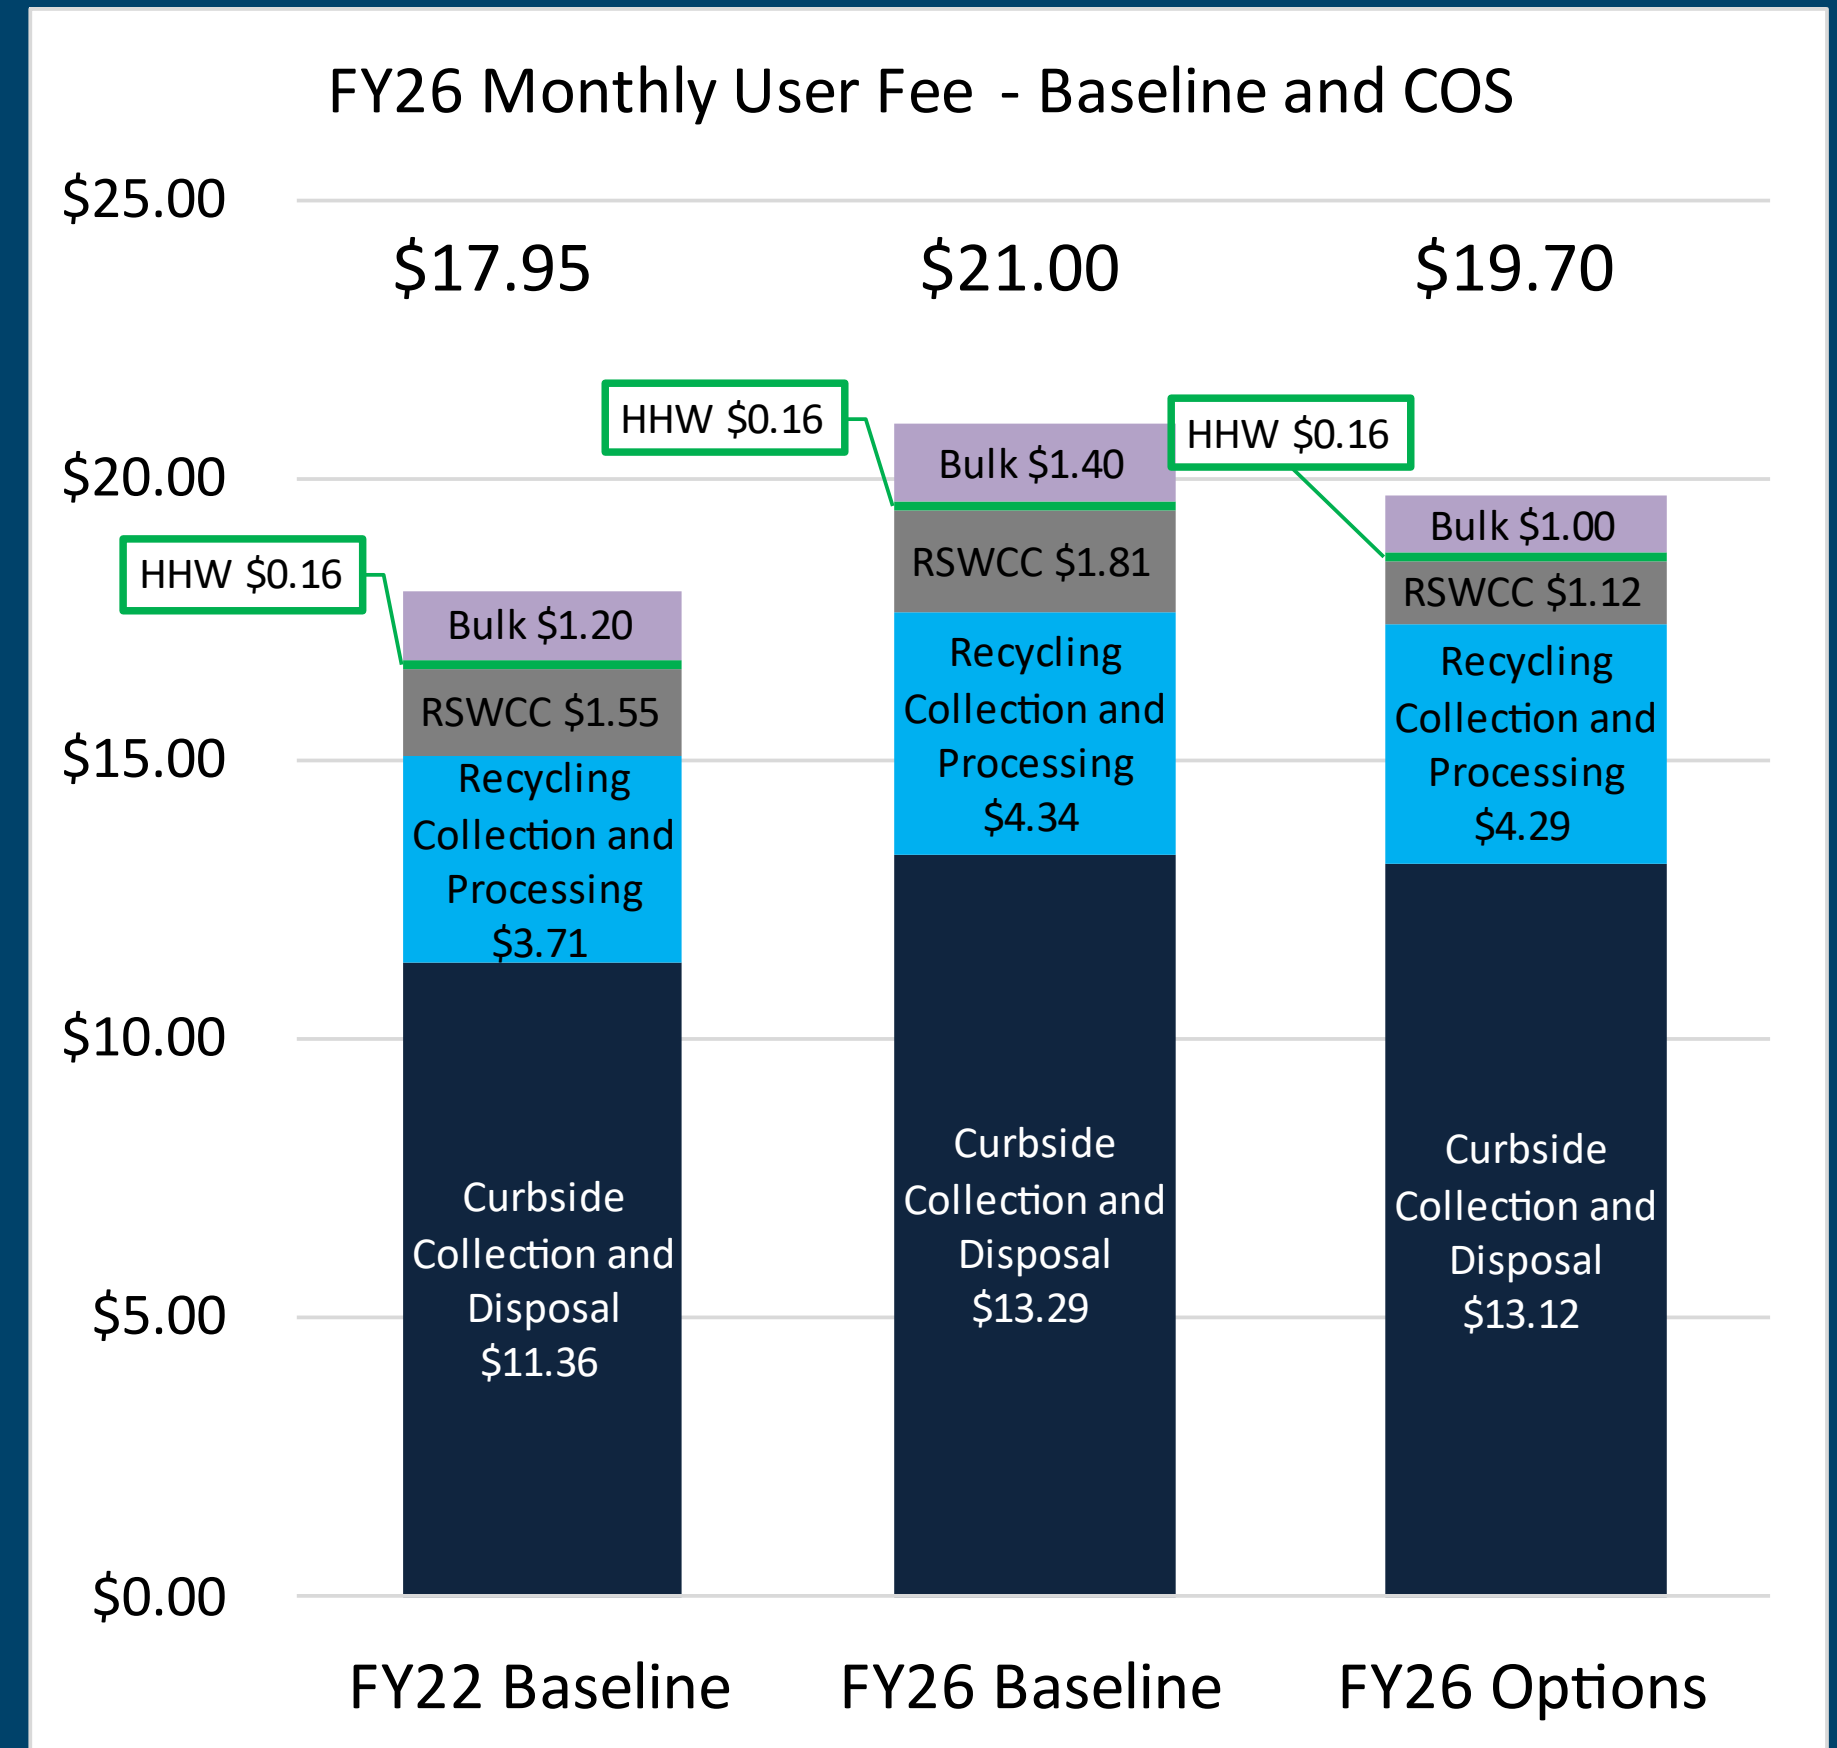 FY26 Monthly User Fee - Baseline and COS
$25.00
$17.95 $21.00 $19.70
HHW $0.16
HHW $0.16
Bulk $1.40
$20.00
Bulk $1.00
RSWCC $1.81
HHW $0.16
RSWCC $1.12
Bulk $1.20
Recycling
Collection and
Processing
$4.34
Recycling
Collection and
Processing
$4.29
RSWCC $1.55
$15.00
Recycling
Collection and
Processing
$3.71
$10.00
Curbside
Collection and
Disposal
$11.36
Curbside
Collection and
Disposal
$13.29
Curbside
Collection and
Disposal
$13.12
$5.00
$0.00
FY22 Baseline FY26 Baseline FY26 Options